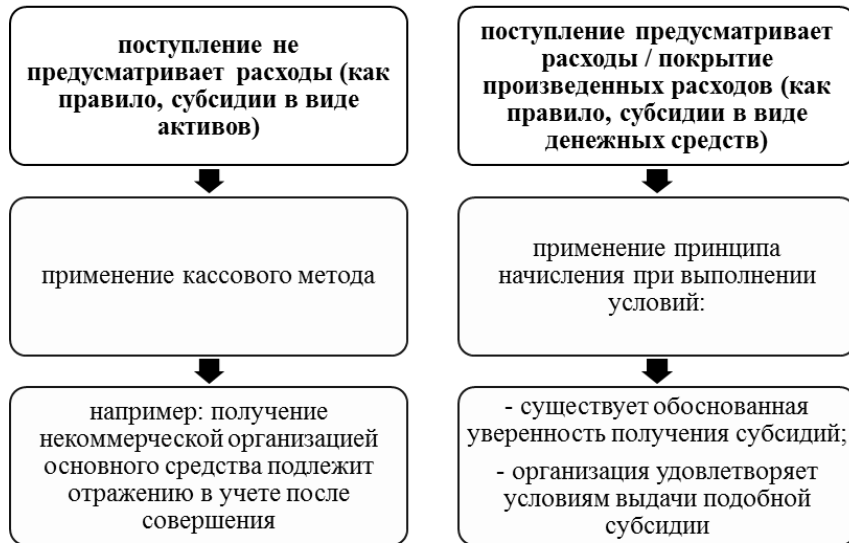 поступление не
предусматривает расходы (как
правило, субсидии в виде
активов)
применение кассового метода
например: получение
некоммерческой организацией
основного средства подлежит
отражению в учете после
совершения
поступление предусматривает
расходы / покрытие
произведенных расходов (как
правило, субсидии в виде
денежных средств)
применение принципа
начисления при выполнении
условий:
- существует обоснованная
уверенность получения субсидий;
- организация удовлетворяет
условиям выдачи подобной
субсидии